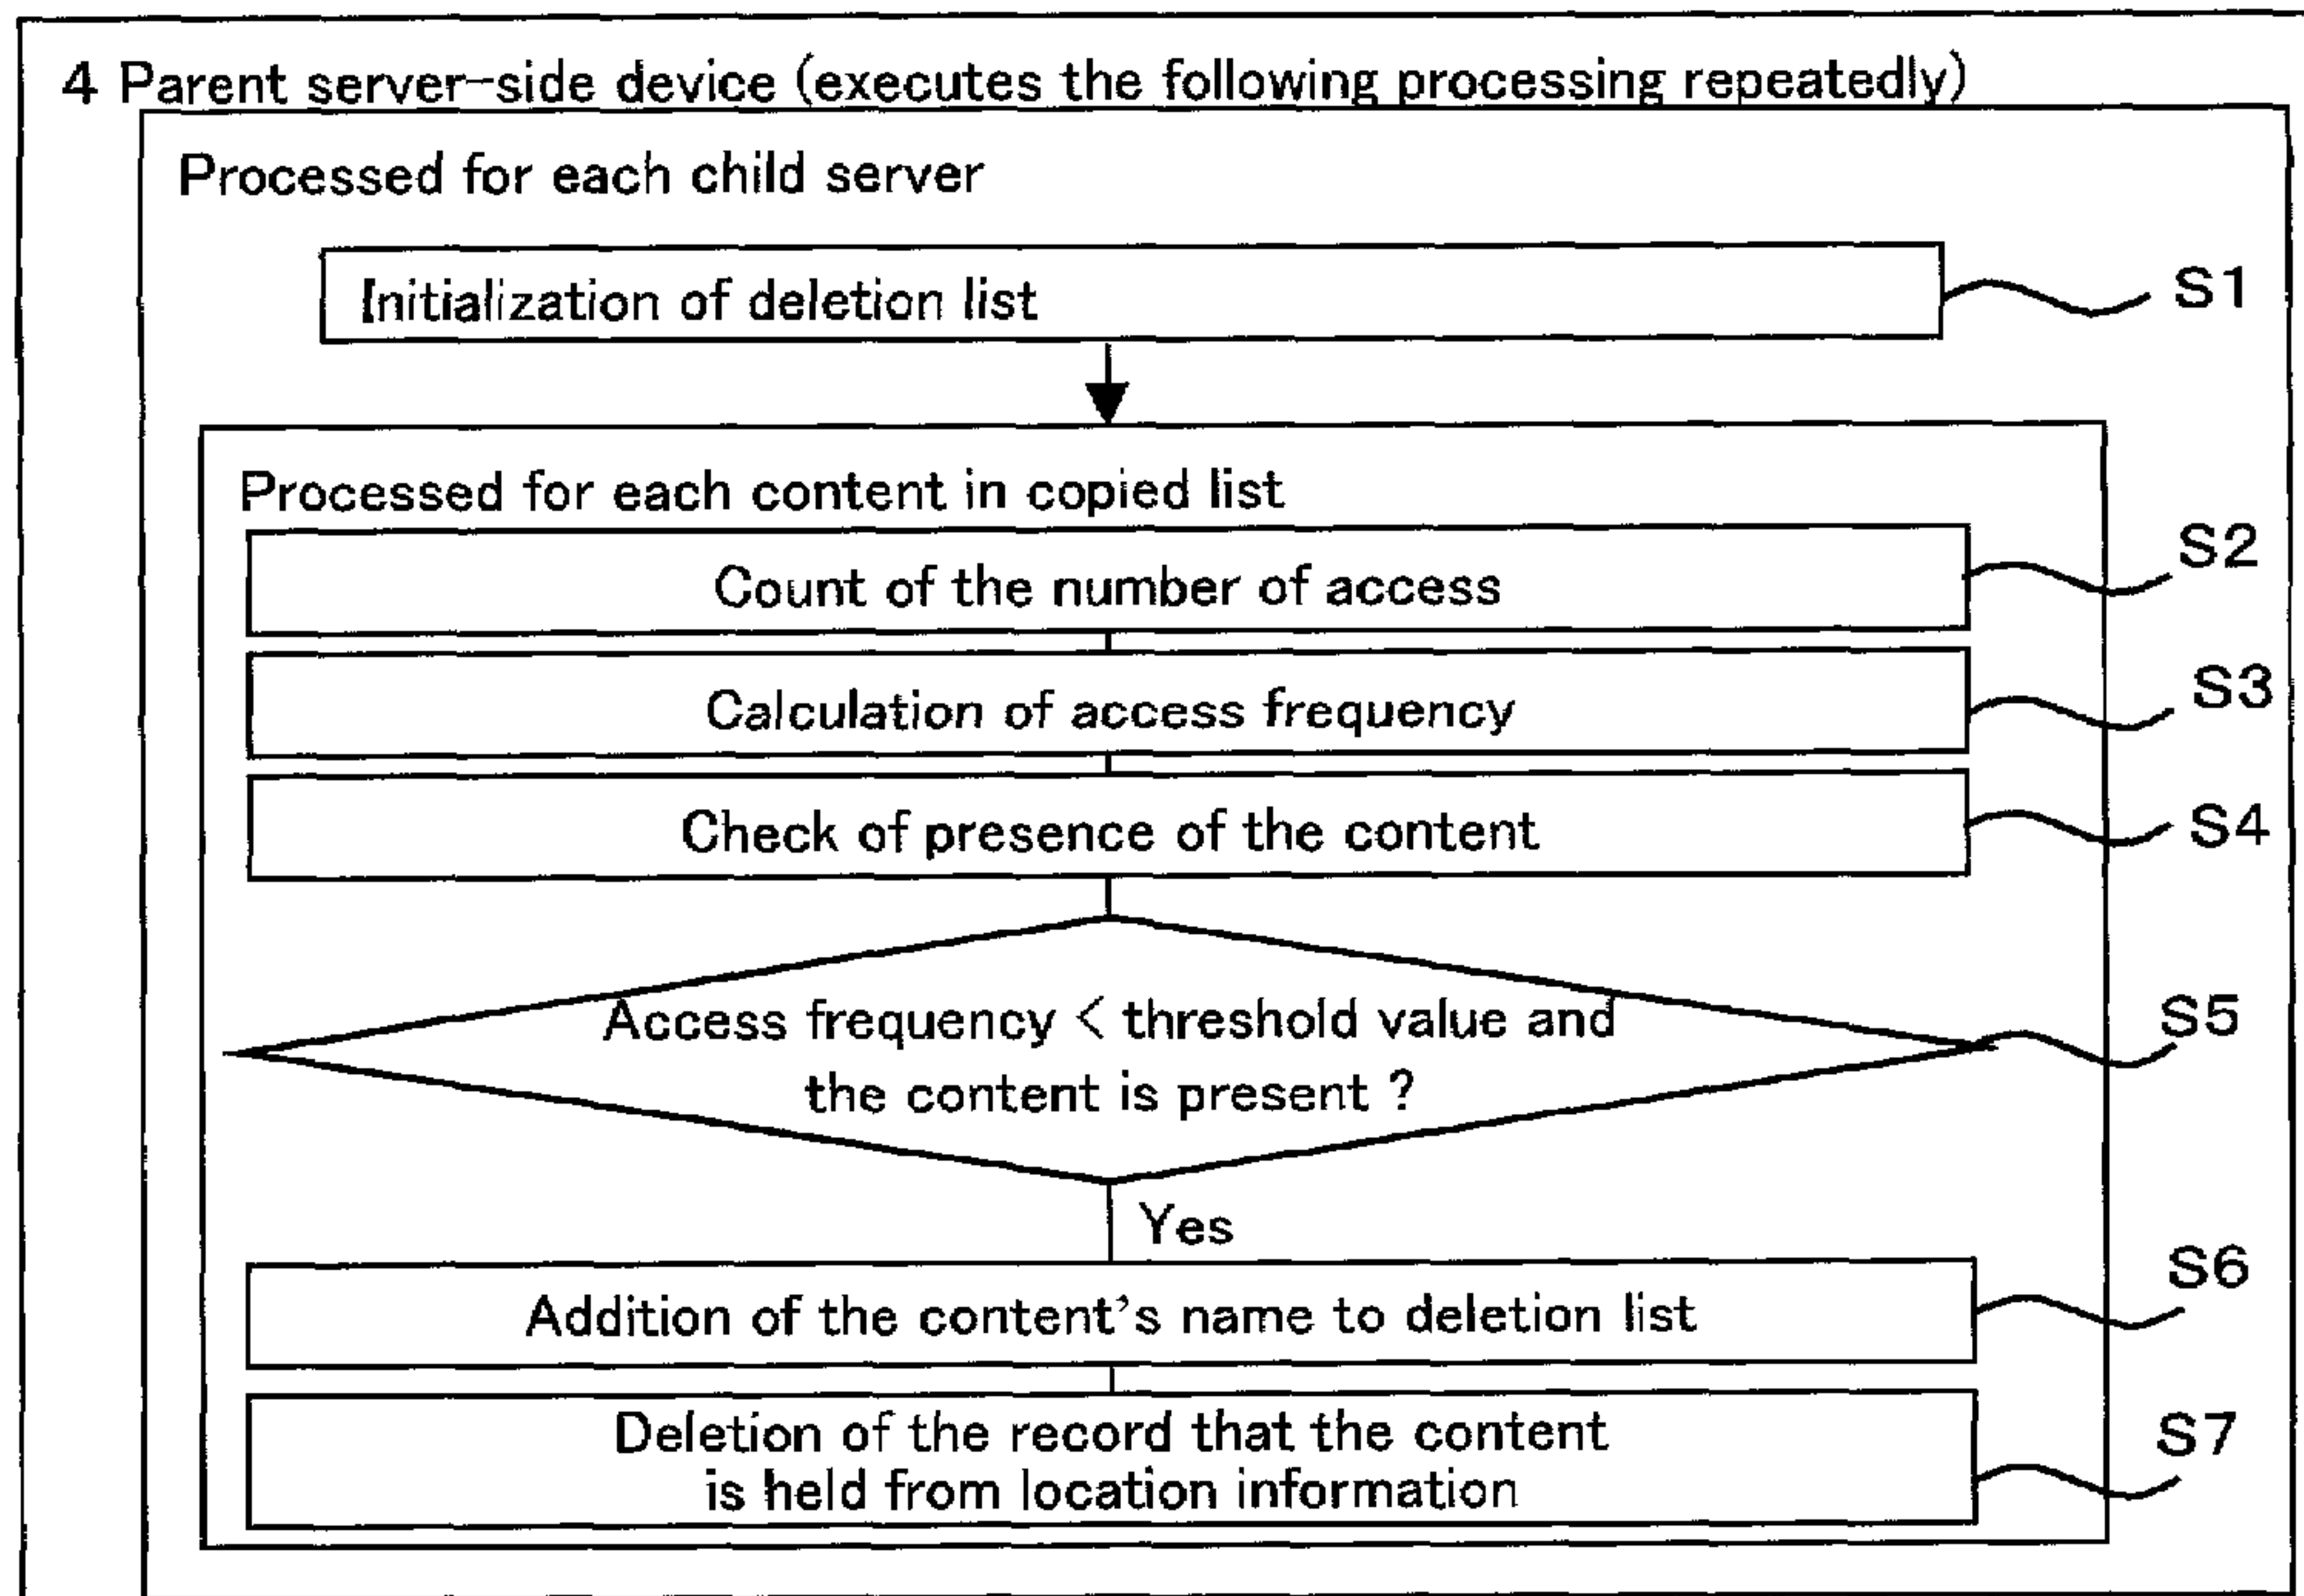 4 Parent server-side device (executes the following processing repeatedly)
Processed for each child server
Initialization of deletion list
S1
Processed for each content in copied list
S2
Count of the number of access
S3
Calculation of access frequency
S4
Check of presence of the content
S5
Access frequency < threshold value and
the content is present ?
Yes
S6
Addition of the content's name to deletion list
S7
Deletion of the record that the content
is held from location information